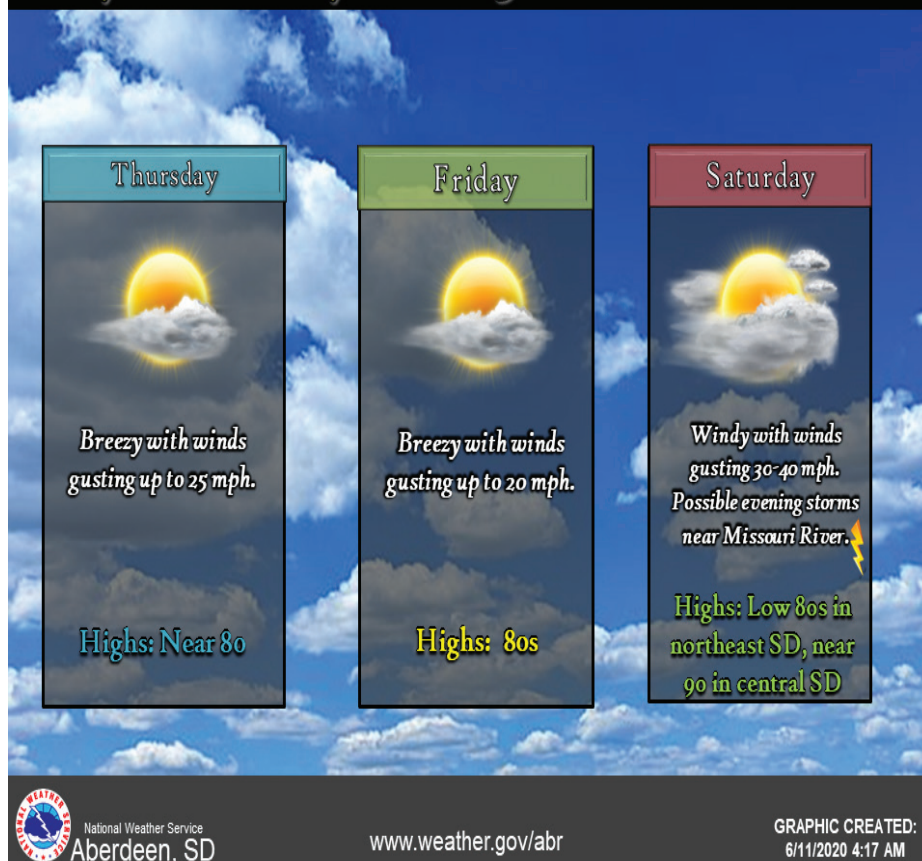 Thursday
Breezy with winds
gusting up to 25 mph.
Highs: Near 80
Friday
Breezy with winds
gusting up to 20 mph.
Highs: 80s
Saturday
Windy with winds
gusting 30-40 mph.
Possible evening storms
near Missouri River.
Highs: Low 80s in
northeast SD, near
90 in central SD
NATIONAL WEATHER SERVICE
National Weather Service
Aberdeen, SD
www.weather.gov/abr
GRAPHIC CREATED:
6/11/2020 4:17 AM